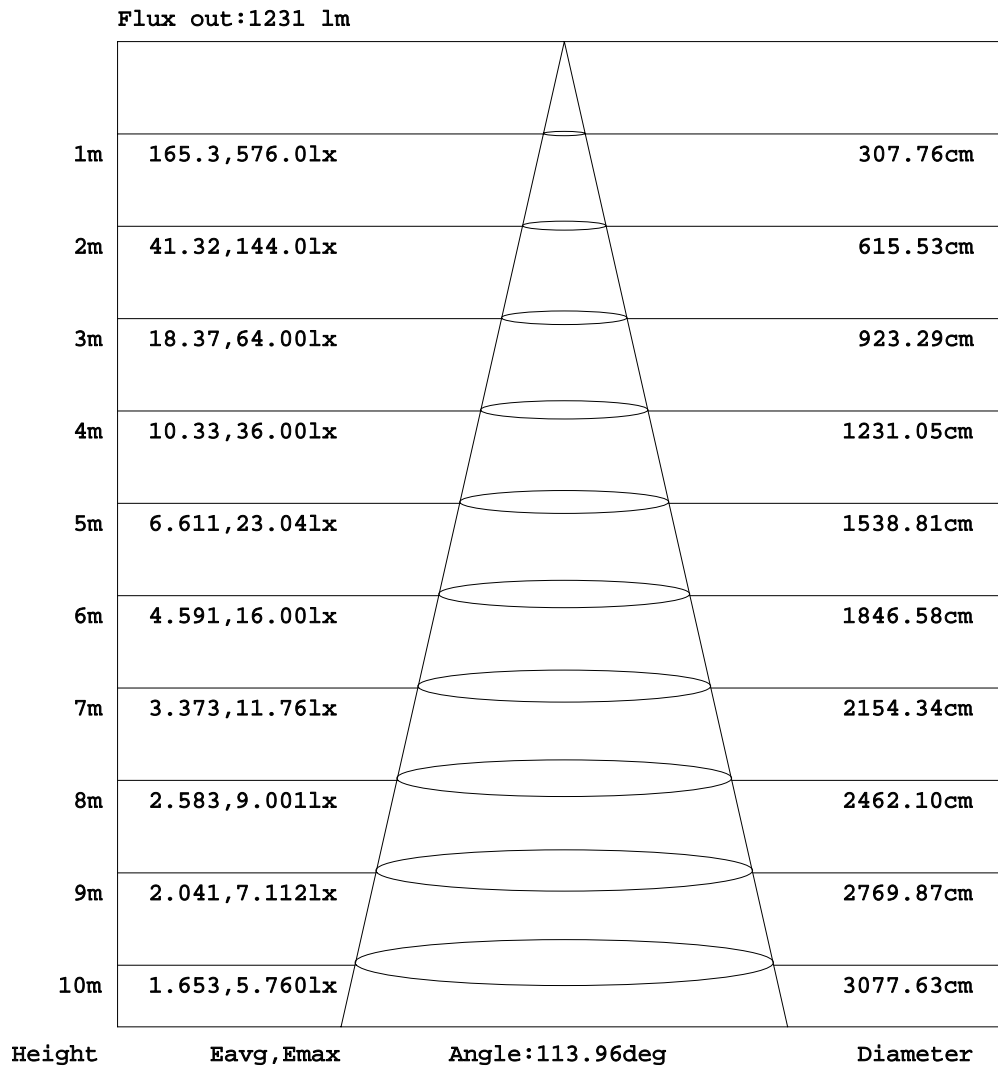 Flux out:1231 lm
1m 165.3,576.0lx 307.76cm
2m 41.32,144.0lx 615.53cm
3m 18.37,64.00lx 923.29cm
4m 10.33,36.00lx 1231.05cm
5m 6.611,23.04lx 1538.81cm
6m 4.591,16.00lx 1846.58cm
7m 3.373,11.76lx 2154.34cm
8m 2.583,9.001lx 2462.10cm
9m 2.041,7.112lx 2769.87cm
10m 1.653,5.760lx 3077.63cm
Height Eavg,Emax Angle:113.96deg Diameter